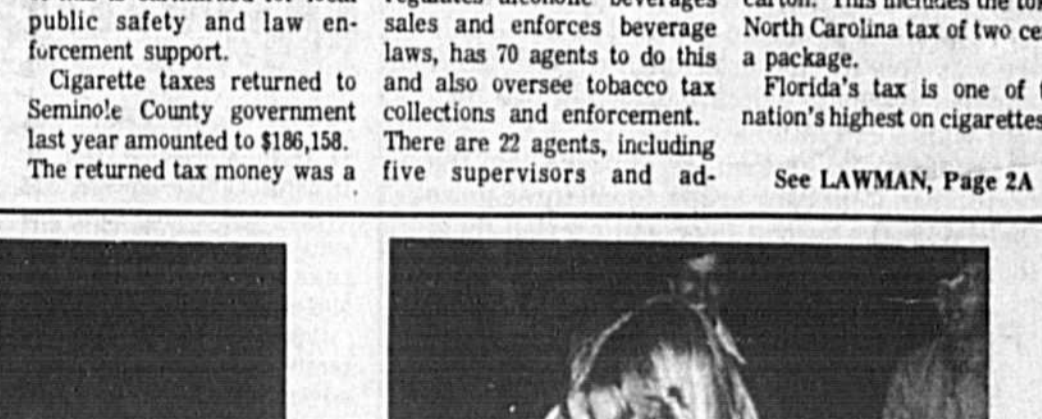 public safety and law en-
forcement support.
Cigarette taxes returned to
Seminole County government
last year amounted to $186,158.
The returned tax money was a
regulates alcoholic beverages
sales and enforces beverage
laws, has 70 agents to do this
and also oversee tobacco tax
collections and enforcement.
There are 22 agents, including
five supervisors and ad-
carton. This includes the
North Carolina tax of two
a package.
Florida's tax is one of
nation's highest on cigarettes
See LAWMAN, Page 2A